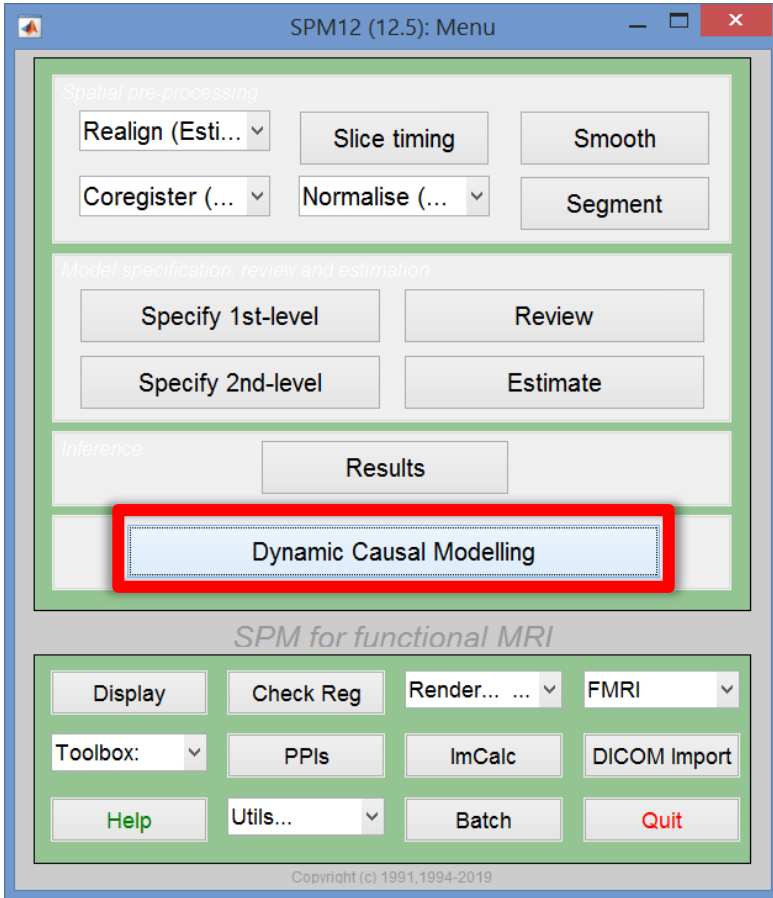 SPM12 (12.5): Menu
Spatial pre-processing
Realign (Esti...
Slice timing
Smooth
Coregister (...
Normalise (...
Segment
Model specification, review and estimation
Specify 1st-level
Review
Specify 2nd-level
Estimate
Inference
Results
Dynamic Causal Modelling
SPM for functional MRI
Display
Check Reg
Render... ...
FMRI
Toolbox:
PPIs
ImCalc
DICOM Import
Help
Utils...
Batch
Quit
Copyright (c) 1991,1994-2019